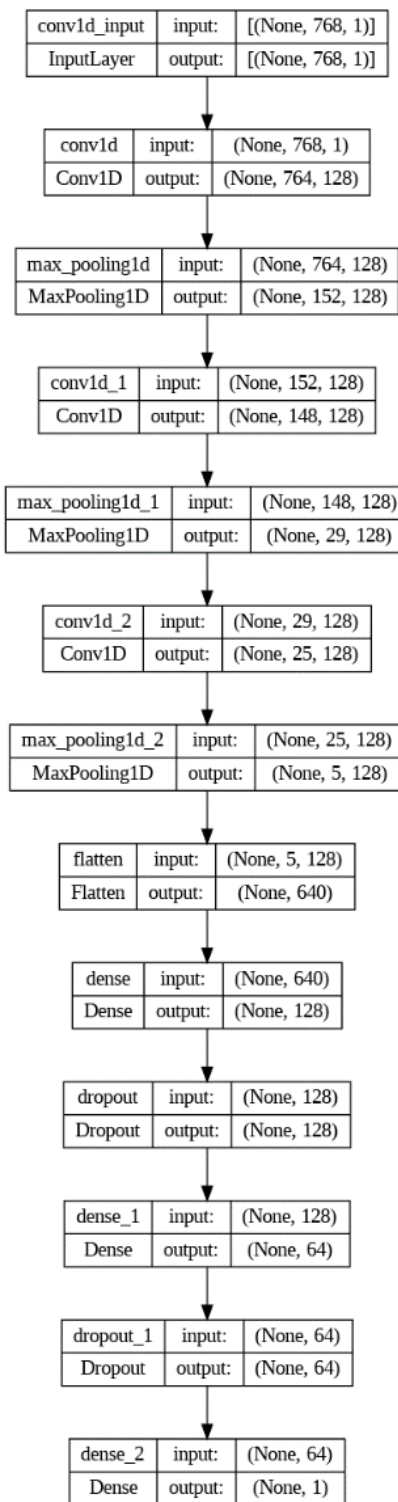 conv1d_input input: [(None, 768, 1)]
InputLayer output: [(None, 768, 1)]
conv1d input: (None, 768, 1)
Conv1D output: (None, 764, 128)
max_pooling1d input: (None, 764, 128)
MaxPooling1D output: (None, 152, 128)
conv1d_1 input: (None, 152, 128)
Conv1D output: (None, 148, 128)
max_pooling1d_1 input: (None, 148, 128)
MaxPooling1D output: (None, 29, 128)
conv1d_2 input: (None, 29, 128)
Conv1D output: (None, 25, 128)
max_pooling1d_2 input: (None, 25, 128)
MaxPooling1D output: (None, 5, 128)
flatten input: (None, 5, 128)
Flatten output: (None, 640)
dense input: (None, 640)
Dense output: (None, 128)
dropout input: (None, 128)
Dropout output: (None, 128)
dense_1 input: (None, 128)
Dense output: (None, 64)
dropout_1 input: (None, 64)
Dropout output: (None, 64)
dense_2 input: (None, 64)
Dense output: (None, 1)